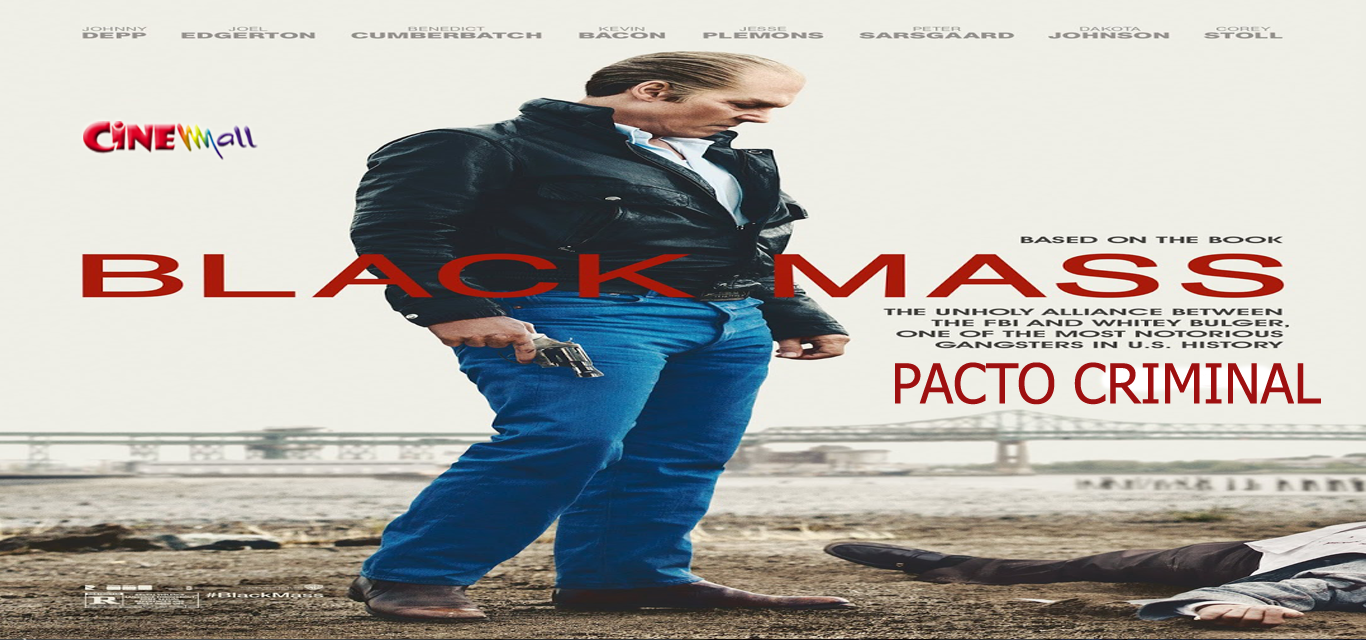 JOHNNY DEPP JOEL EDGERTON BENEDICT CUMBERBATCH KEVIN BACON JESSE PLEMONS PETER SARSGAARD DAKOTA JOHNSON COREY STOLL
CiNEMall
BASED ON THE BOOK
BLACK MASS
THE UNHOLY ALLIANCE BETWEEN
THE FBI AND WHITEY BULGER,
ONE OF THE MOST NOTORIOUS
GANGSTERS IN U.S. HISTORY
PACTO CRIMINAL
R
#BlackMass